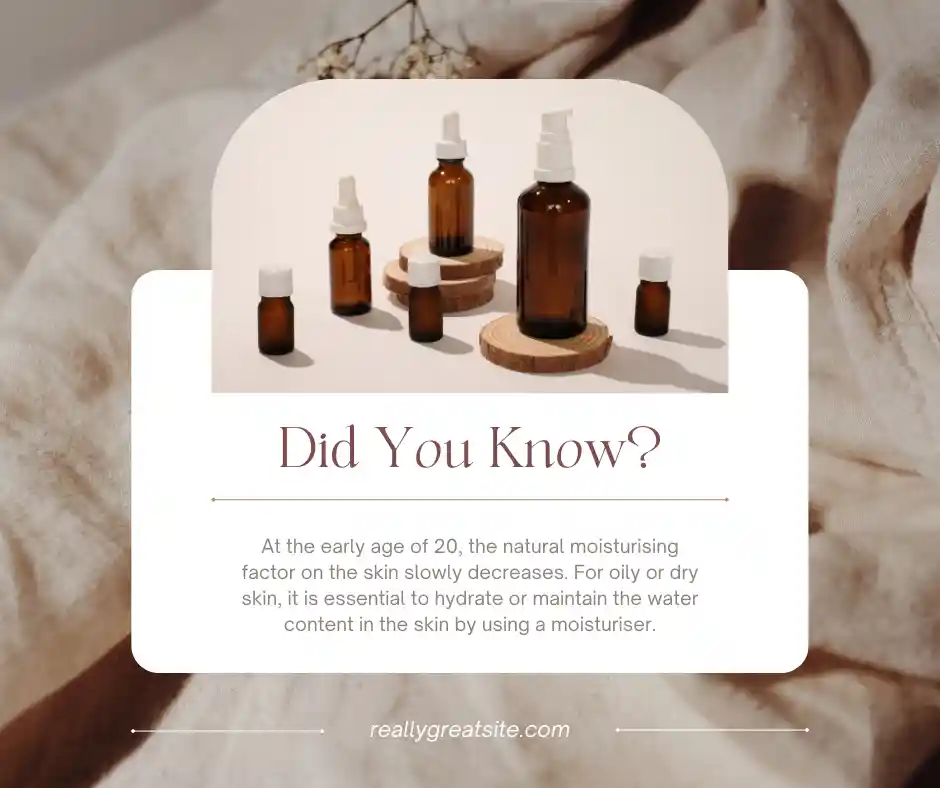 Did You Know?
At the early age of 20, the natural moisturising
factor on the skin slowly decreases. For oily or dry
skin, it is essential to hydrate or maintain the water
content in the skin by using a moisturiser.
reallygreatsite.com